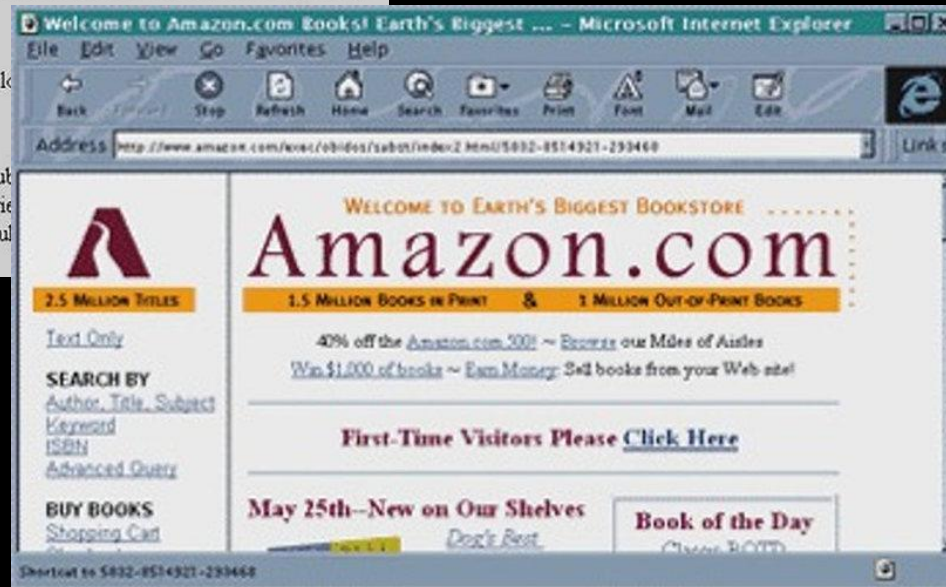 Welcome to Amazon.com Books! Earth's Biggest ... - Microsoft Internet Explorer
File Edit View Go Favorites Help
Back Forward Stop Refresh Home Search Favorites Print Font Mail Edit
Address http://www.amazon.com/exec/obidos/subst/index2.html/5032-8514921-293460 Links
WELCOME TO EARTH'S BIGGEST BOOKSTORE
Amazon.com
2.5 MILLION TITLES
1.5 MILLION BOOKS IN PRINT & 1 MILLION OUT-OF-PRINT BOOKS
Text Only
40% off the Amazon.com 500! ~ Browse our Miles of Aisles
Win $1,000 of books ~ Earn Money: Sell books from your Web site!
SEARCH BY
Author, Title, Subject
Keyword
ISBN
Advanced Query
First-Time Visitors Please Click Here
BUY BOOKS
Shopping Cart
May 25th--New on Our Shelves
Dog's Best
Book of the Day
Shortcut to 5032-8514921-293460